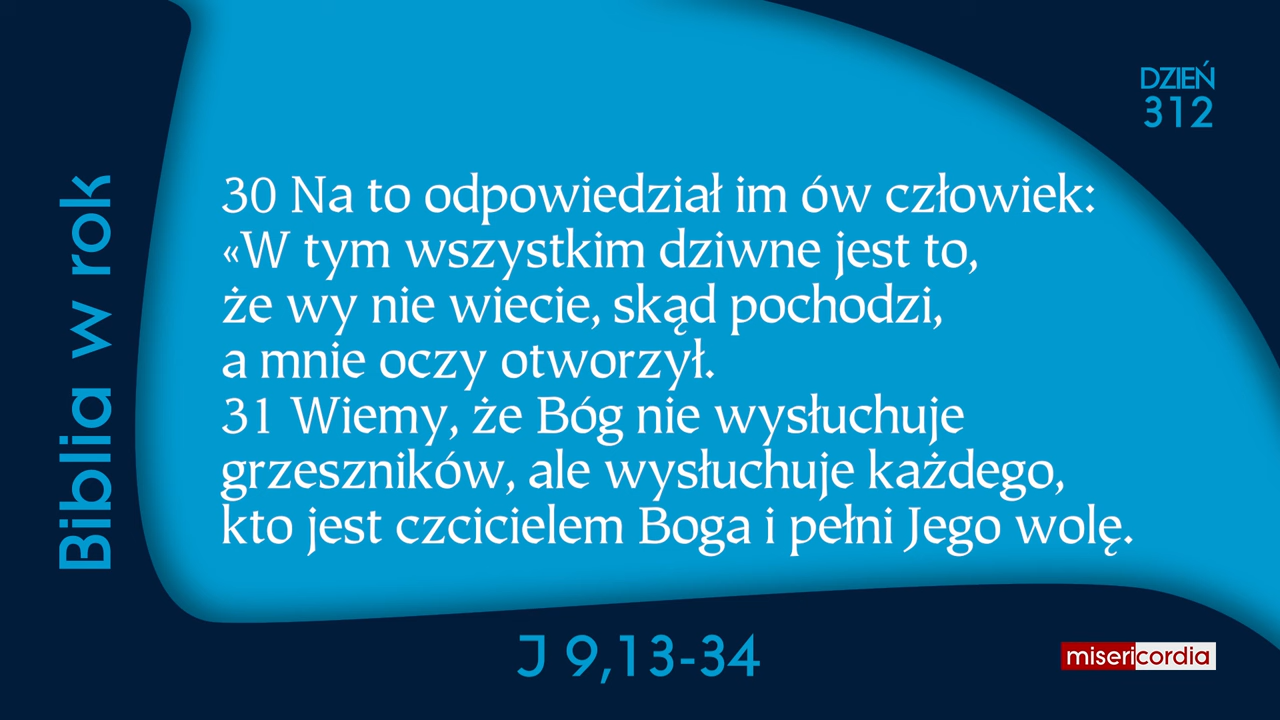 DZIEŃ
312
Biblia w rok
30 Na to odpowiedział im ów człowiek:
«W tym wszystkim dziwne jest to,
że wy nie wiecie, skąd pochodzi,
a mnie oczy otworzył.
31 Wiemy, że Bóg nie wysłuchuje
grzeszników, ale wysłuchuje każdego,
kto jest czcicielem Boga i pełni Jego wolę.
J 9,13-34
misericordia